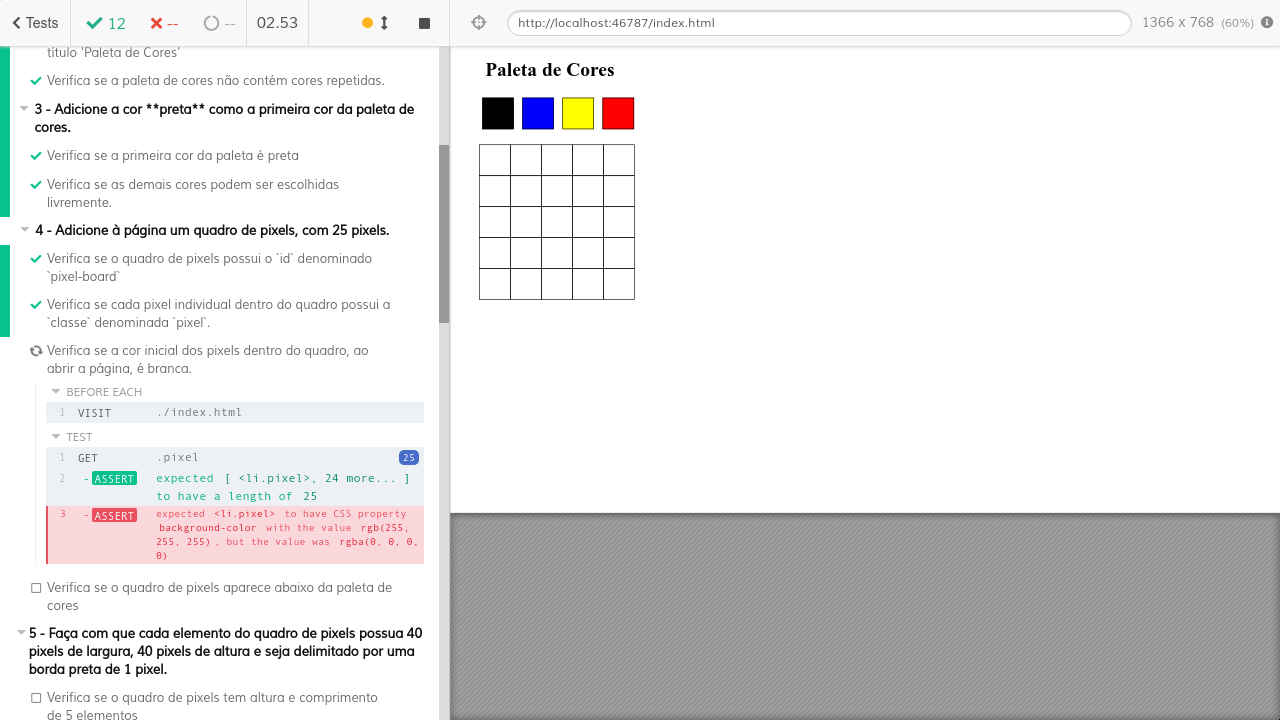 Tests
12
--
--
02.53
http://localhost:46787/index.html
1366 x 768 (60%)
título 'Paleta de Cores'
Verifica se a paleta de cores não contém cores repetidas.
3 - Adicione a cor **preta** como a primeira cor da paleta de
cores.
Verifica se a primeira cor da paleta é preta
Verifica se as demais cores podem ser escolhidas
livremente.
4 - Adicione à página um quadro de pixels, com 25 pixels.
Verifica se o quadro de pixels possui o `id` denominado
`pixel-board`
Verifica se cada pixel individual dentro do quadro possui a
`classe` denominada `pixel`.
Verifica se a cor inicial dos pixels dentro do quadro, ao
abrir a página, é branca.
BEFORE EACH
1 VISIT ./index.html
TEST
1 GET .pixel 25
2 - ASSERT expected [ <li.pixel>, 24 more... ]
to have a length of 25
3 - ASSERT expected <li.pixel> to have CSS property
background-color with the value rgb(255,
255, 255), but the value was rgba(0, 0, 0,
0)
Verifica se o quadro de pixels aparece abaixo da paleta de
cores
5 - Faça com que cada elemento do quadro de pixels possua 40
pixels de largura, 40 pixels de altura e seja delimitado por uma
borda preta de 1 pixel.
Verifica se o quadro de pixels tem altura e comprimento
de 5 elementos
Paleta de Cores